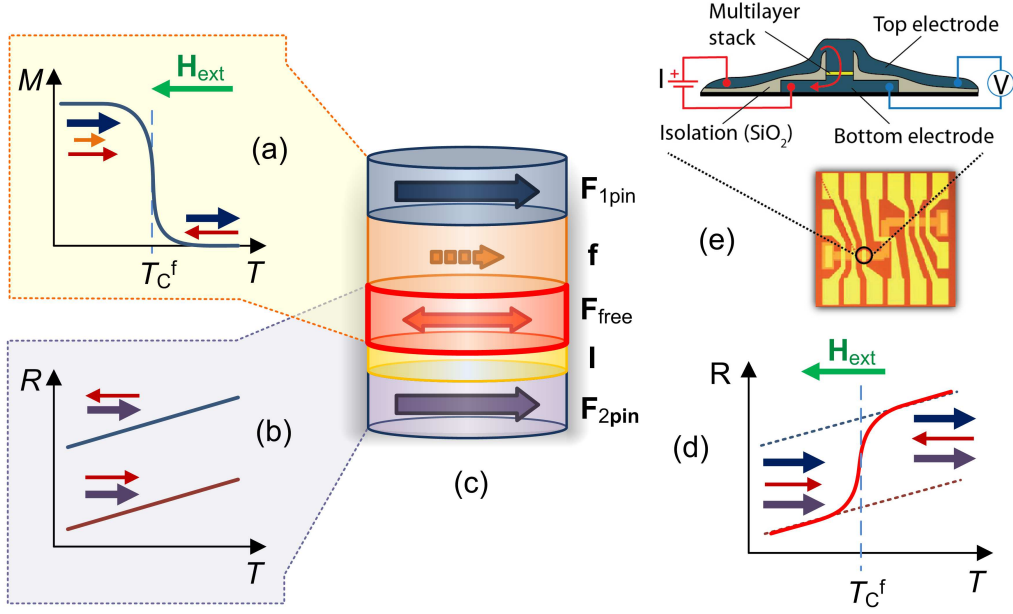 M
H_ext
(a)
T_C^f
T
R
(b)
T
F_1pin
f
F_free
I
F_2pin
(c)
Multilayer
stack
Top electrode
I
+
V
Isolation (SiO_2)
Bottom electrode
(e)
R
H_ext
(d)
T_C^f
T